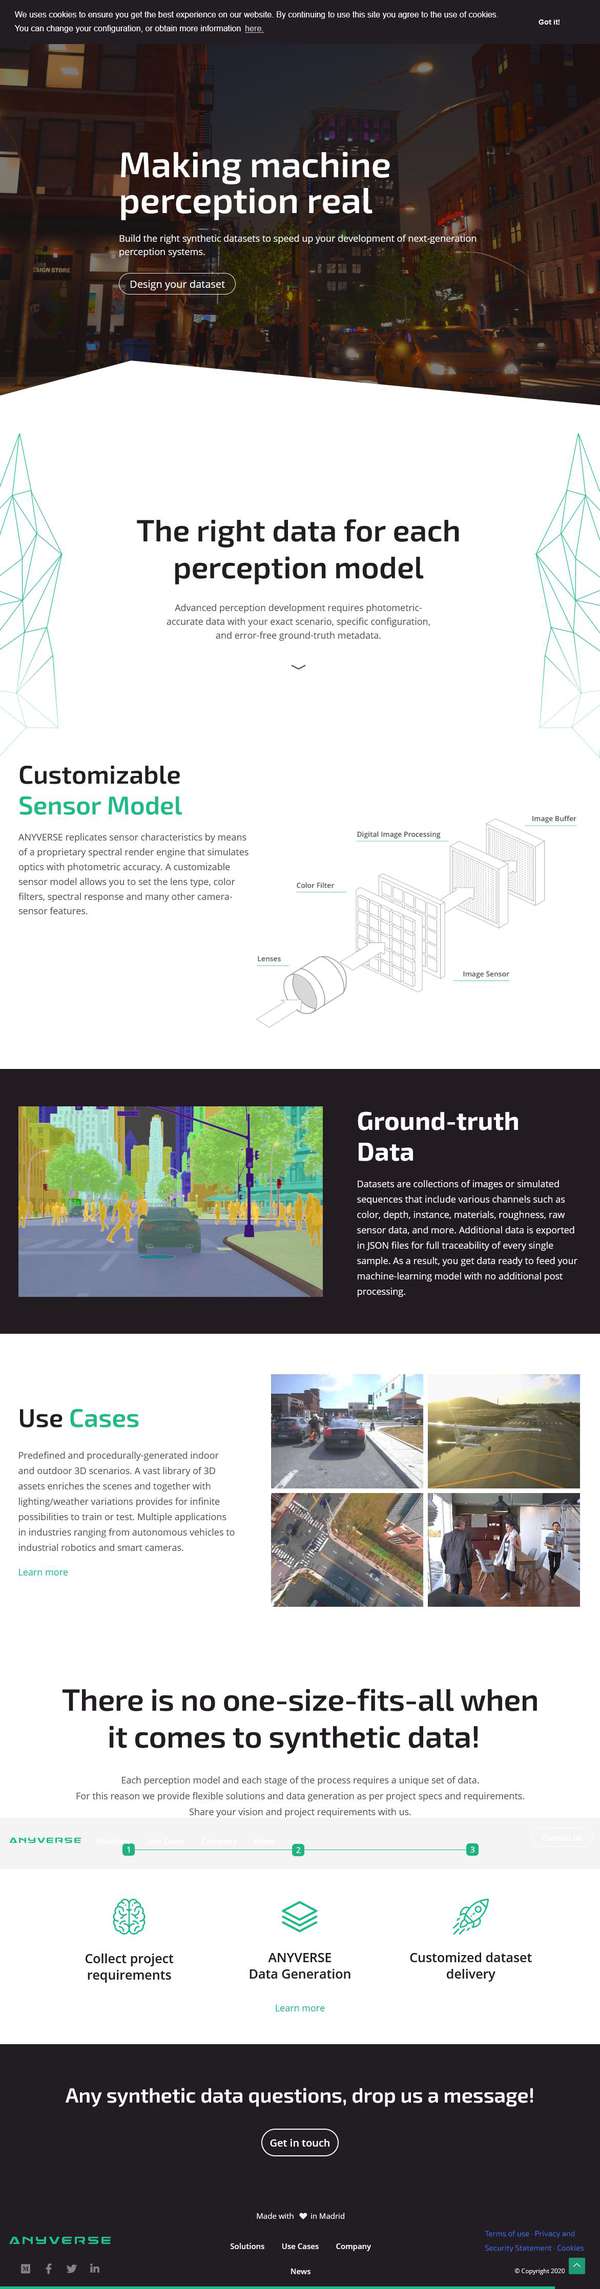 We uses cookies to ensure you get the best experience on our website. By continuing to use this site you agree to the use of cookies.
You can change your configuration, or obtain more information here.
Got it!
Making machine
perception real
Build the right synthetic datasets to speed up your development of next-generation
perception systems.
DESIGN STORE
Design your dataset
The right data for each
perception model
Advanced perception development requires photometric-
accurate data with your exact scenario, specific configuration,
and error-free ground-truth metadata.
Customizable
Sensor Model
ANYVERSE replicates sensor characteristics by means
of a proprietary spectral render engine that simulates
optics with photometric accuracy. A customizable
sensor model allows you to set the lens type, color
filters, spectral response and many other camera-
sensor features.
Image Buffer
Digital Image Processing
Color Filter
Lenses
Image Sensor
Ground-truth
Data
Datasets are collections of images or simulated
sequences that include various channels such as
color, depth, instance, materials, roughness, raw
sensor data, and more. Additional data is exported
in JSON files for full traceability of every single
sample. As a result, you get data ready to feed your
machine-learning model with no additional post
processing.
Use Cases
Predefined and procedurally-generated indoor
and outdoor 3D scenarios. A vast library of 3D
assets enriches the scenes and together with
lighting/weather variations provides for infinite
possibilities to train or test. Multiple applications
in industries ranging from autonomous vehicles to
industrial robotics and smart cameras.
Learn more
There is no one-size-fits-all when
it comes to synthetic data!
Each perception model and each stage of the process requires a unique set of data.
For this reason we provide flexible solutions and data generation as per project specs and requirements.
Share your vision and project requirements with us.
ANYVERSE
1
2
3
Collect project
requirements
ANYVERSE
Data Generation
Customized dataset
delivery
Learn more
Any synthetic data questions, drop us a message!
Get in touch
Made with in Madrid
ANYVERSE
Solutions Use Cases Company
News
Terms of use · Privacy and
Security Statement · Cookies
© Copyright 2020